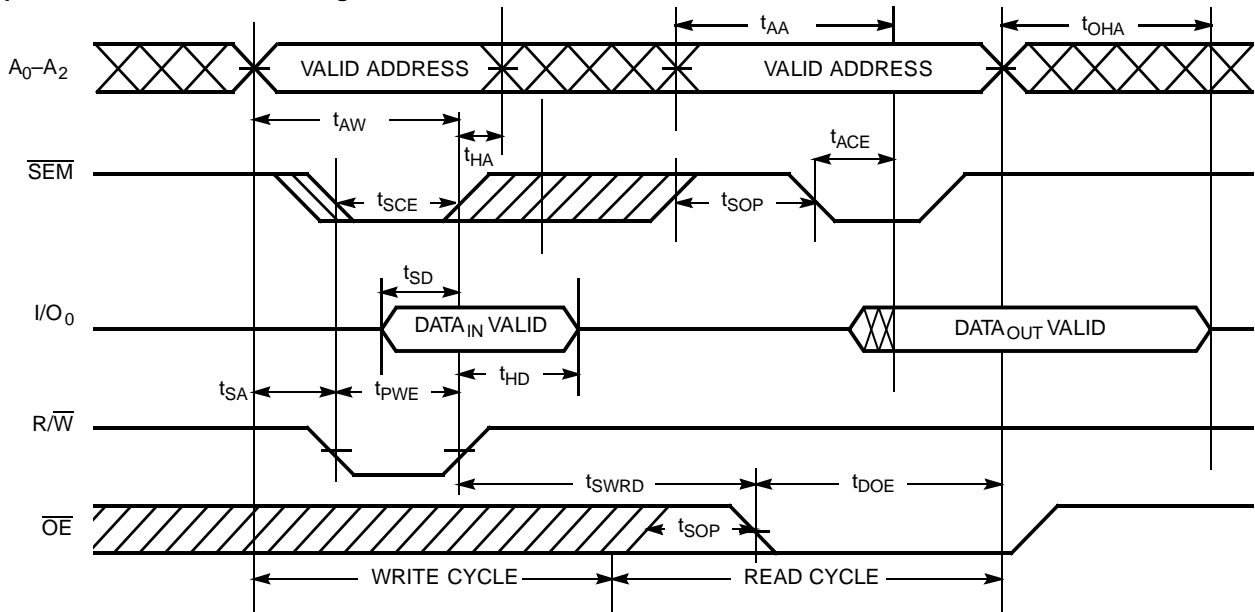 tAA
tOHA
A0–A2
VALID ADDRESS
VALID ADDRESS
tAW
tHA
tACE
SEM
tSCE
tSOP
tSD
I/O0
DATAIN VALID
DATAOUT VALID
tSA
tPWE
tHD
R/W
tSWRD
tDOE
OE
tSOP
WRITE CYCLE
READ CYCLE